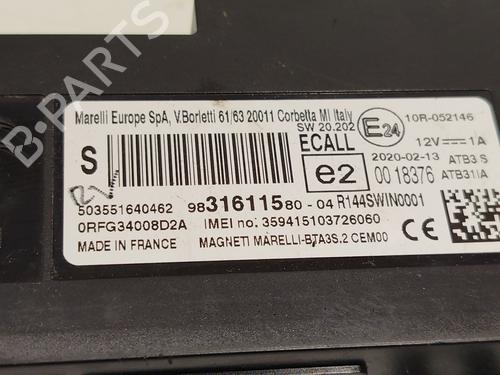 B-PARTS
Marelli Europe SpA, V.Borletti 61/63 20011 Corbetta MI Italy
SW 20.202
ECALL
E24
10R-052146
12V⎓1A
S
e2
2020-02-13
ATB3.S
00 18376
ATB31IA
RV
503551640462
9831611580-04
R144SWIN0001
0RFG34008D2A
IMEI no: 359415103726060
MADE IN FRANCE
MAGNETI MARELLI-BTA3S.2 CEM00